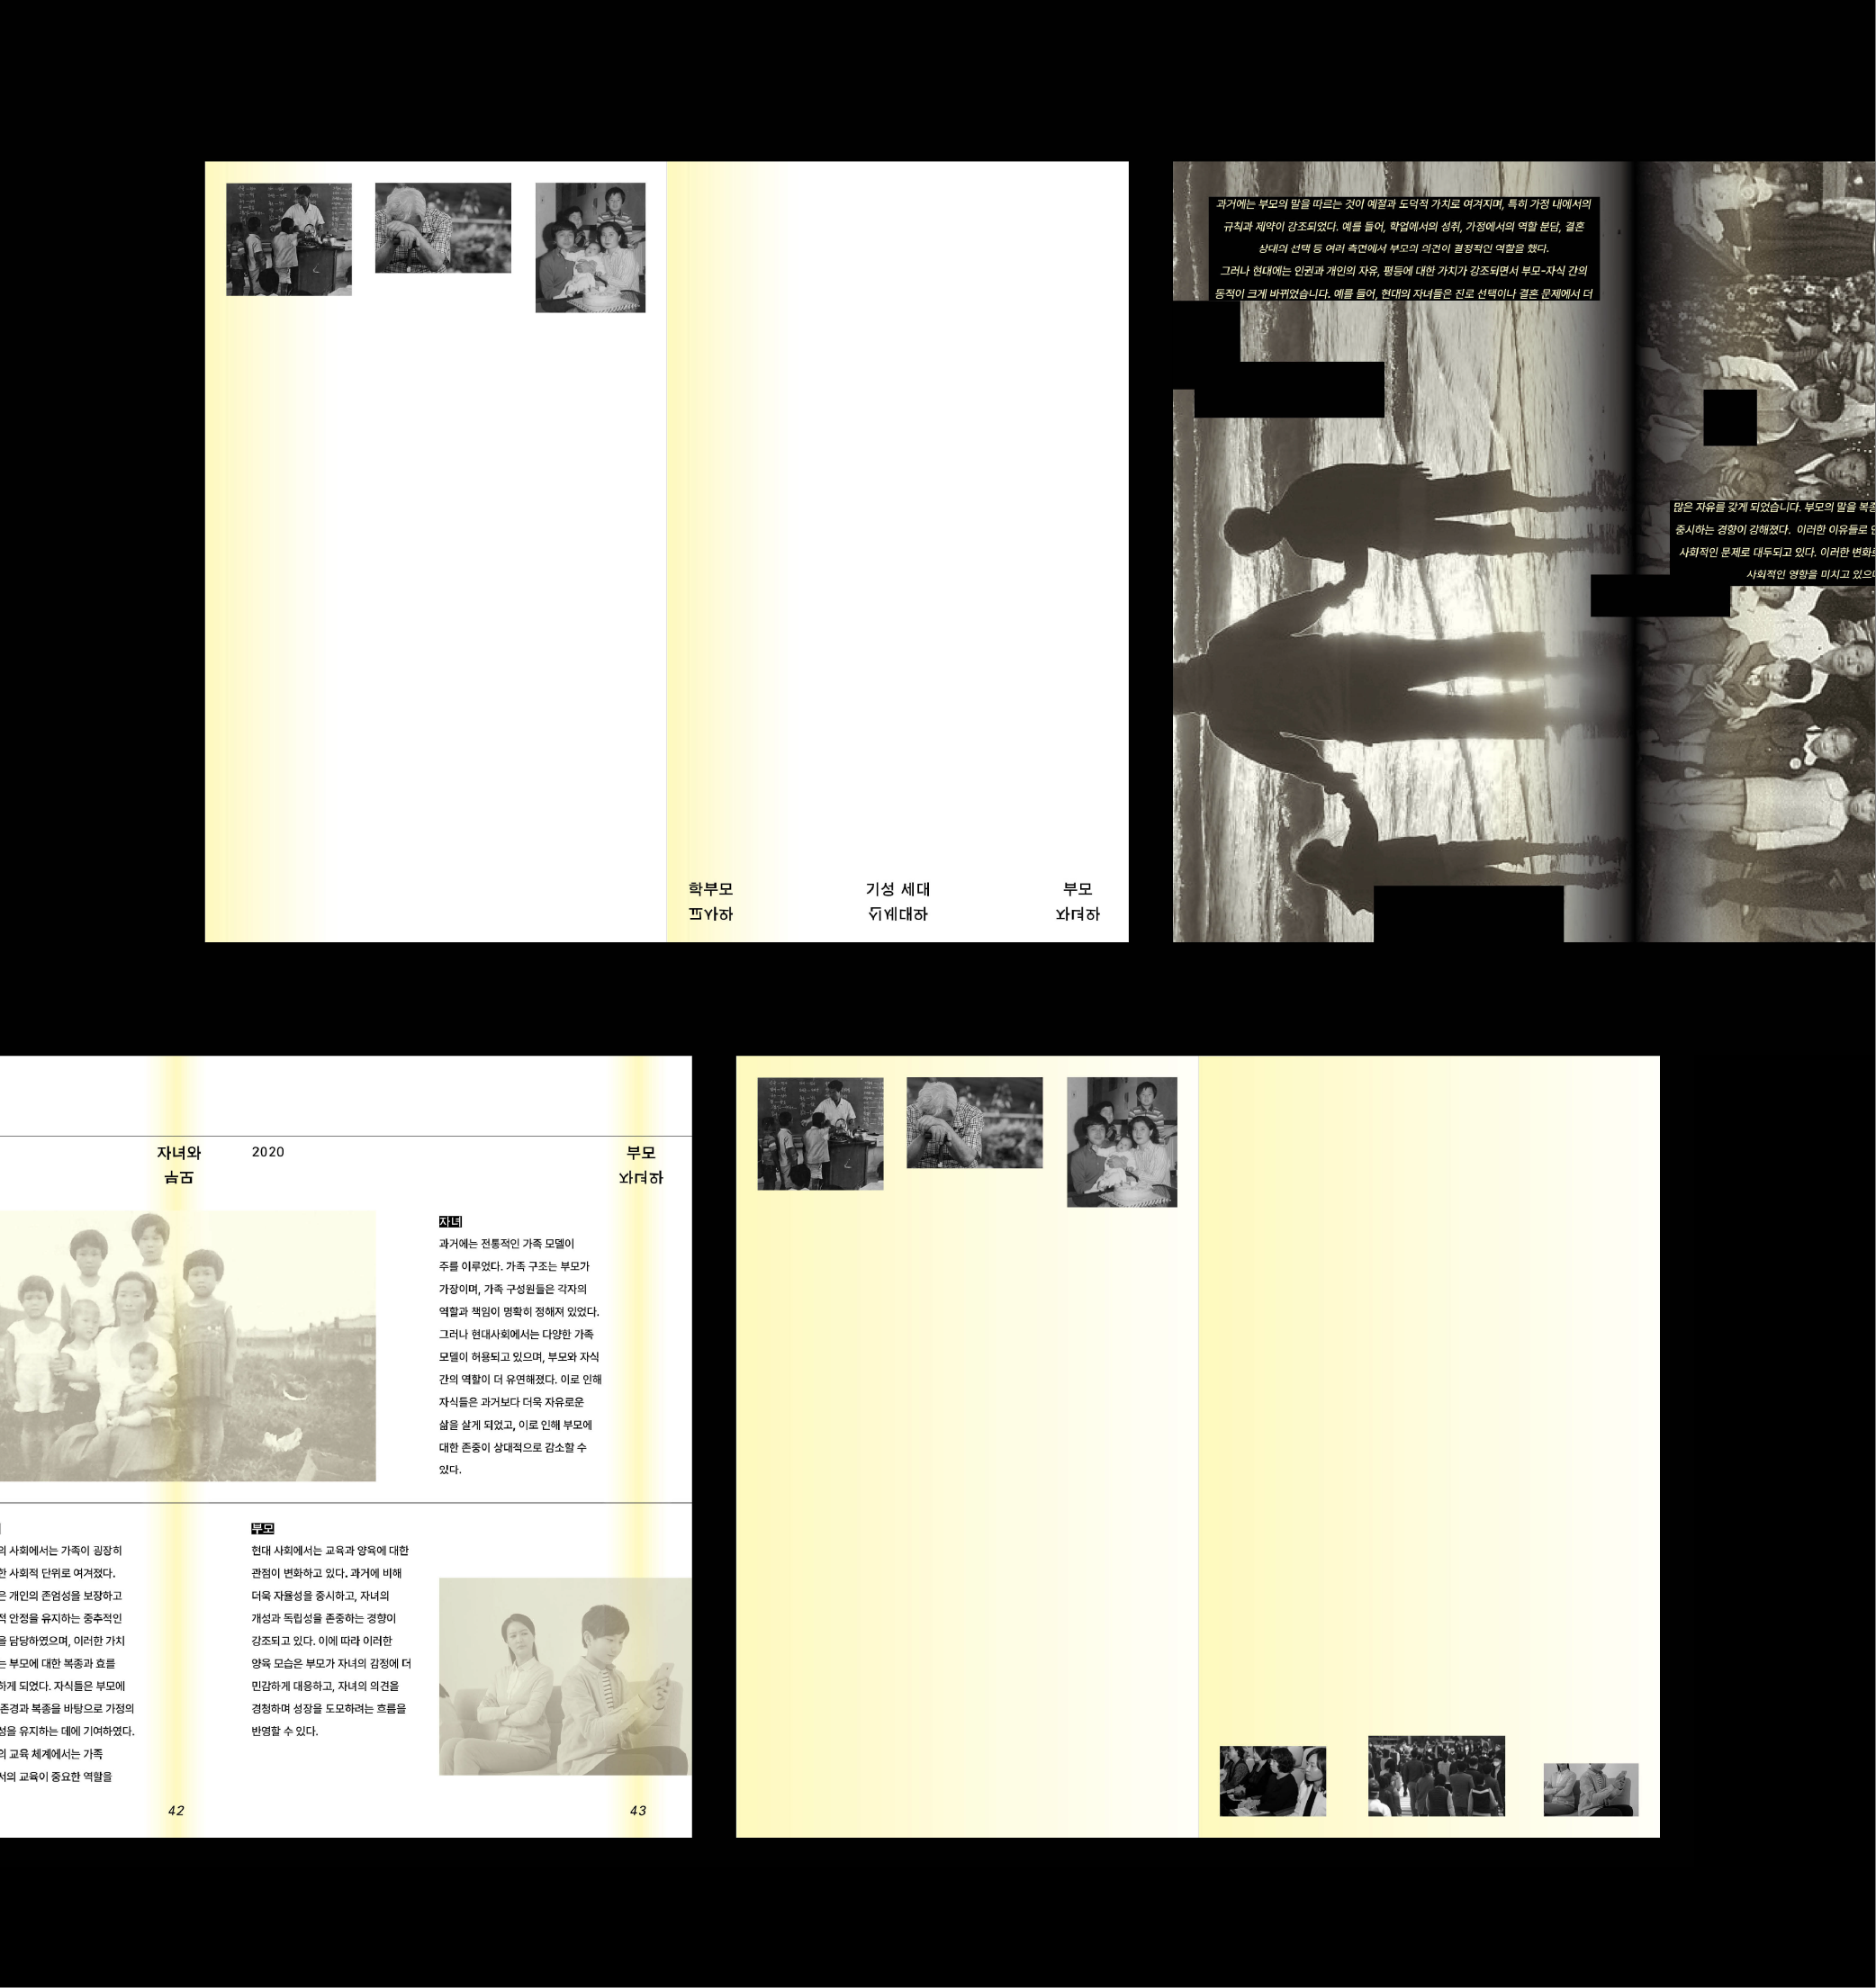 학부모
교사와
기성 세대
신세대와
부모
자녀와
과거에는 부모의 말을 따르는 것이 예절과 도덕적 가치로 여겨지며, 특히 가정 내에서의
규칙과 제약이 강조되었다. 예를 들어, 학업에서의 성취, 가정에서의 역할 분담, 결혼
상대의 선택 등 여러 측면에서 부모의 의견이 결정적인 역할을 했다.
그러나 현대에는 인권과 개인의 자유, 평등에 대한 가치가 강조되면서 부모-자식 간의
동적이 크게 바뀌었습니다. 예를 들어, 현대의 자녀들은 진로 선택이나 결혼 문제에서 더
많은 자유를 갖게 되었습니다. 부모의 말을 복종
중시하는 경향이 강해졌다. 이러한 이유들로
사회적인 문제로 대두되고 있다. 이러한 변화
사회적인 영향을 미치고 있으
자녀와
부모
2020
부모
자녀와
자녀
과거에는 전통적인 가족 모델이
주를 이루었다. 가족 구조는 부모가
가장이며, 가족 구성원들은 각자의
역할과 책임이 명확히 정해져 있었다.
그러나 현대사회에서는 다양한 가족
모델이 허용되고 있으며, 부모와 자식
간의 역할이 더 유연해졌다. 이로 인해
자식들은 과거보다 더욱 자유로운
삶을 살게 되었고, 이로 인해 부모에
대한 존중이 상대적으로 감소할 수
있다.
의 사회에서는 가족이 굉장히
한 사회적 단위로 여겨졌다.
은 개인의 존엄성을 보장하고
적 안정을 유지하는 중추적인
을 담당하였으며, 이러한 가치
는 부모에 대한 복종과 효를
하게 되었다. 자식들은 부모에
존경과 복종을 바탕으로 가정의
성을 유지하는 데에 기여하였다.
의 교육 체계에서는 가족
서의 교육이 중요한 역할을
42
부모
현대 사회에서는 교육과 양육에 대한
관점이 변화하고 있다. 과거에 비해
더욱 자율성을 중시하고, 자녀의
개성과 독립성을 존중하는 경향이
강조되고 있다. 이에 따라 이러한
양육 모습은 부모가 자녀의 감정에 더
민감하게 대응하고, 자녀의 의견을
경청하며 성장을 도모하려는 흐름을
반영할 수 있다.
43